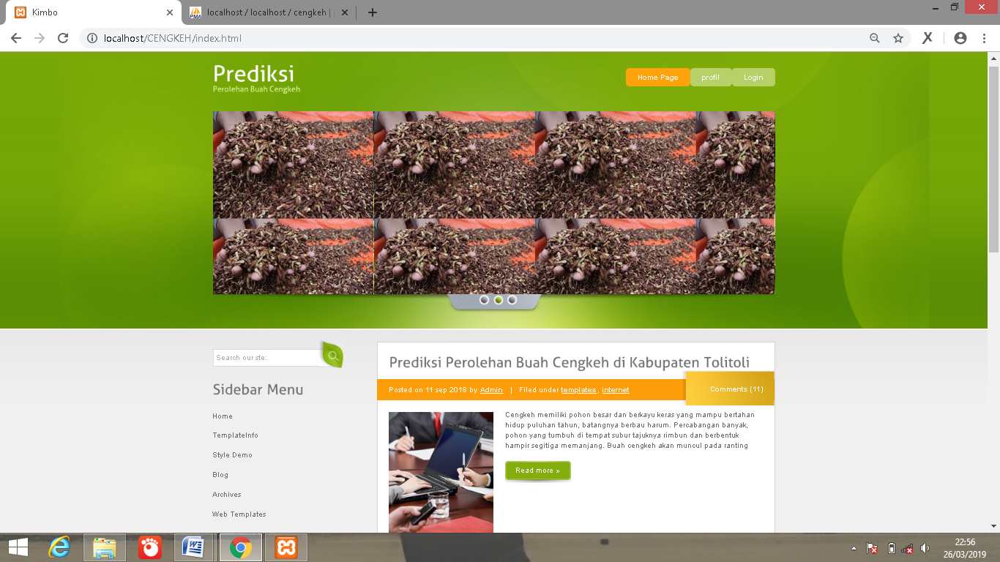 Kimbo
localhost / localhost / cengkeh |
localhost/CENGKEH/index.html
Prediksi
Perolehan Buah Cengkeh
Home Page
profil
Login
Search our ste:
Sidebar Menu
Home
TemplateInfo
Style Demo
Blog
Archives
Web Templates
Prediksi Perolehan Buah Cengkeh di Kabupaten Tolitoli
Posted on 11 sep 2018 by Admin | Filed under templates, internet
Comments (11)
Cengkeh memiliki pohon besar dan berkayu keras yang mampu bertahan
hidup puluhan tahun, batangnya berbau harum. Percabangan banyak,
pohon yang tumbuh di tempat subur tajuknya rimbun dan berbentuk
hampir segitiga memanjang. Buah cengkeh akan muncul pada ranting
Read more »
22:56
26/03/2019